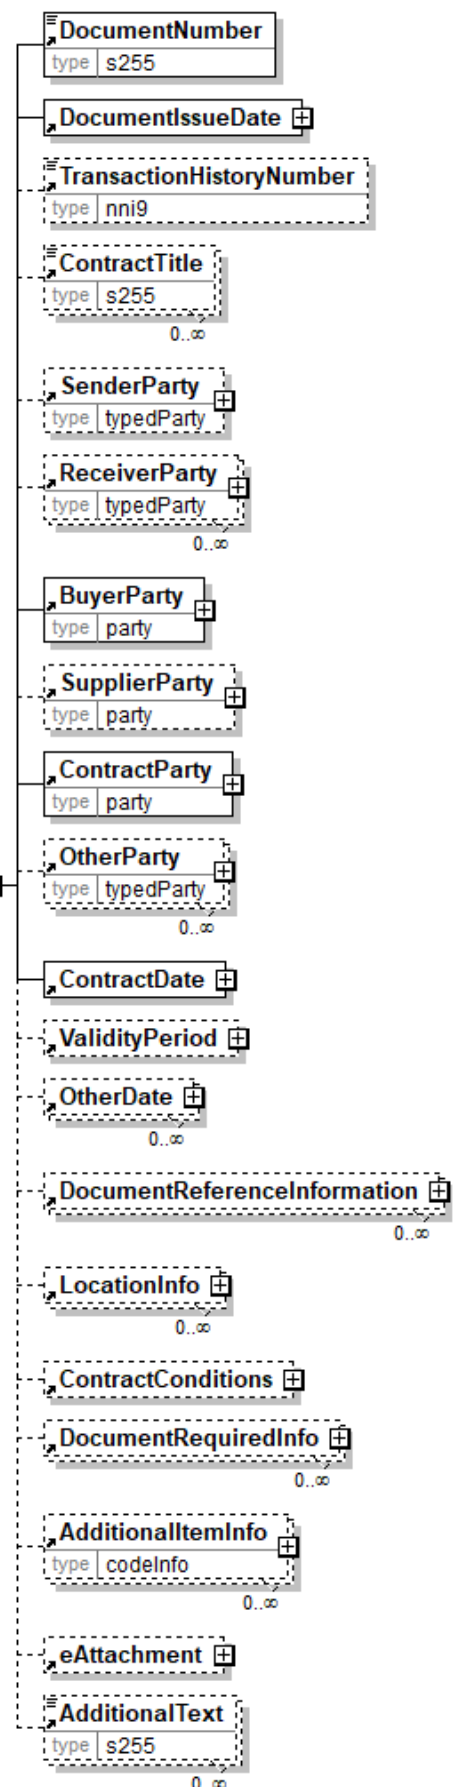 DocumentNumber
type s255
DocumentIssueDate
TransactionHistoryNumber
type nni9
ContractTitle
type s255
0..∞
SenderParty
type typedParty
ReceiverParty
type typedParty
0..∞
BuyerParty
type party
SupplierParty
type party
ContractParty
type party
OtherParty
type typedParty
0..∞
ContractDate
ValidityPeriod
OtherDate
0..∞
DocumentReferenceInformation
0..∞
LocationInfo
0..∞
ContractConditions
DocumentRequiredInfo
0..∞
AdditionalItemInfo
type codeInfo
0..∞
eAttachment
AdditionalText
type s255
0..∞